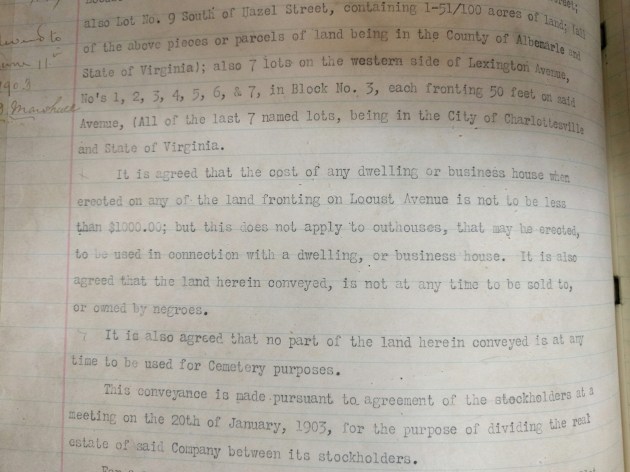 also Lot No. 9 South of Hazel Street, containing 1-51/100 acres of land; (all
of the above pieces or parcels of land being in the County of Albemarle and
State of Virginia); also 7 lots on the western side of Lexington Avenue,
No's 1, 2, 3, 4, 5, 6, & 7, in Block No. 3, each fronting 50 feet on said
Avenue, (All of the last 7 named lots, being in the City of Charlottesville
and State of Virginia.
It is agreed that the cost of any dwelling or business house when
erected on any of the land fronting on Locust Avenue is not to be less
than $1000.00; but this does not apply to outhouses, that may be erected,
to be used in connection with a dwelling, or business house. It is also
agreed that the land herein conveyed, is not at any time to be sold to,
or owned by negroes.
It is also agreed that no part of the land herein conveyed is at any
time to be used for Cemetery purposes.
This conveyance is made pursuant to agreement of the stockholders at a
meeting on the 20th of January, 1903, for the purpose of dividing the real
estate of said Company between its stockholders.